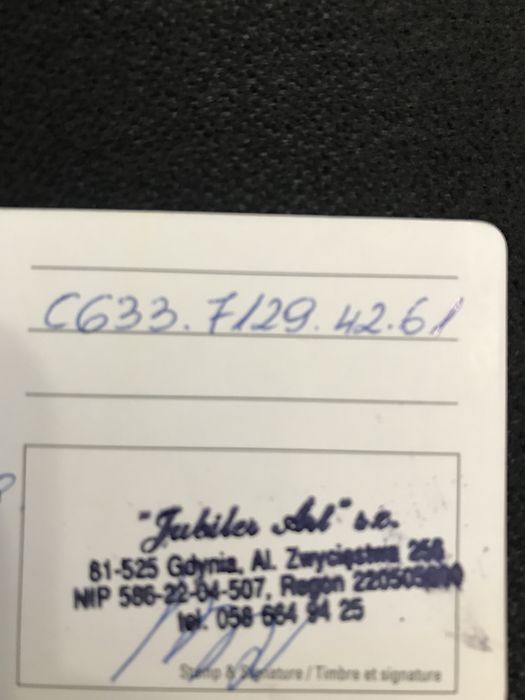 C633.7129.42.61
"Jubiler Art" s.c.
81-525 Gdynia, Al. Zwycięstwa 256
NIP 586-22-04-507, Regon
tel. 058 664 94 25
Stamp & Signature / Timbre et signature